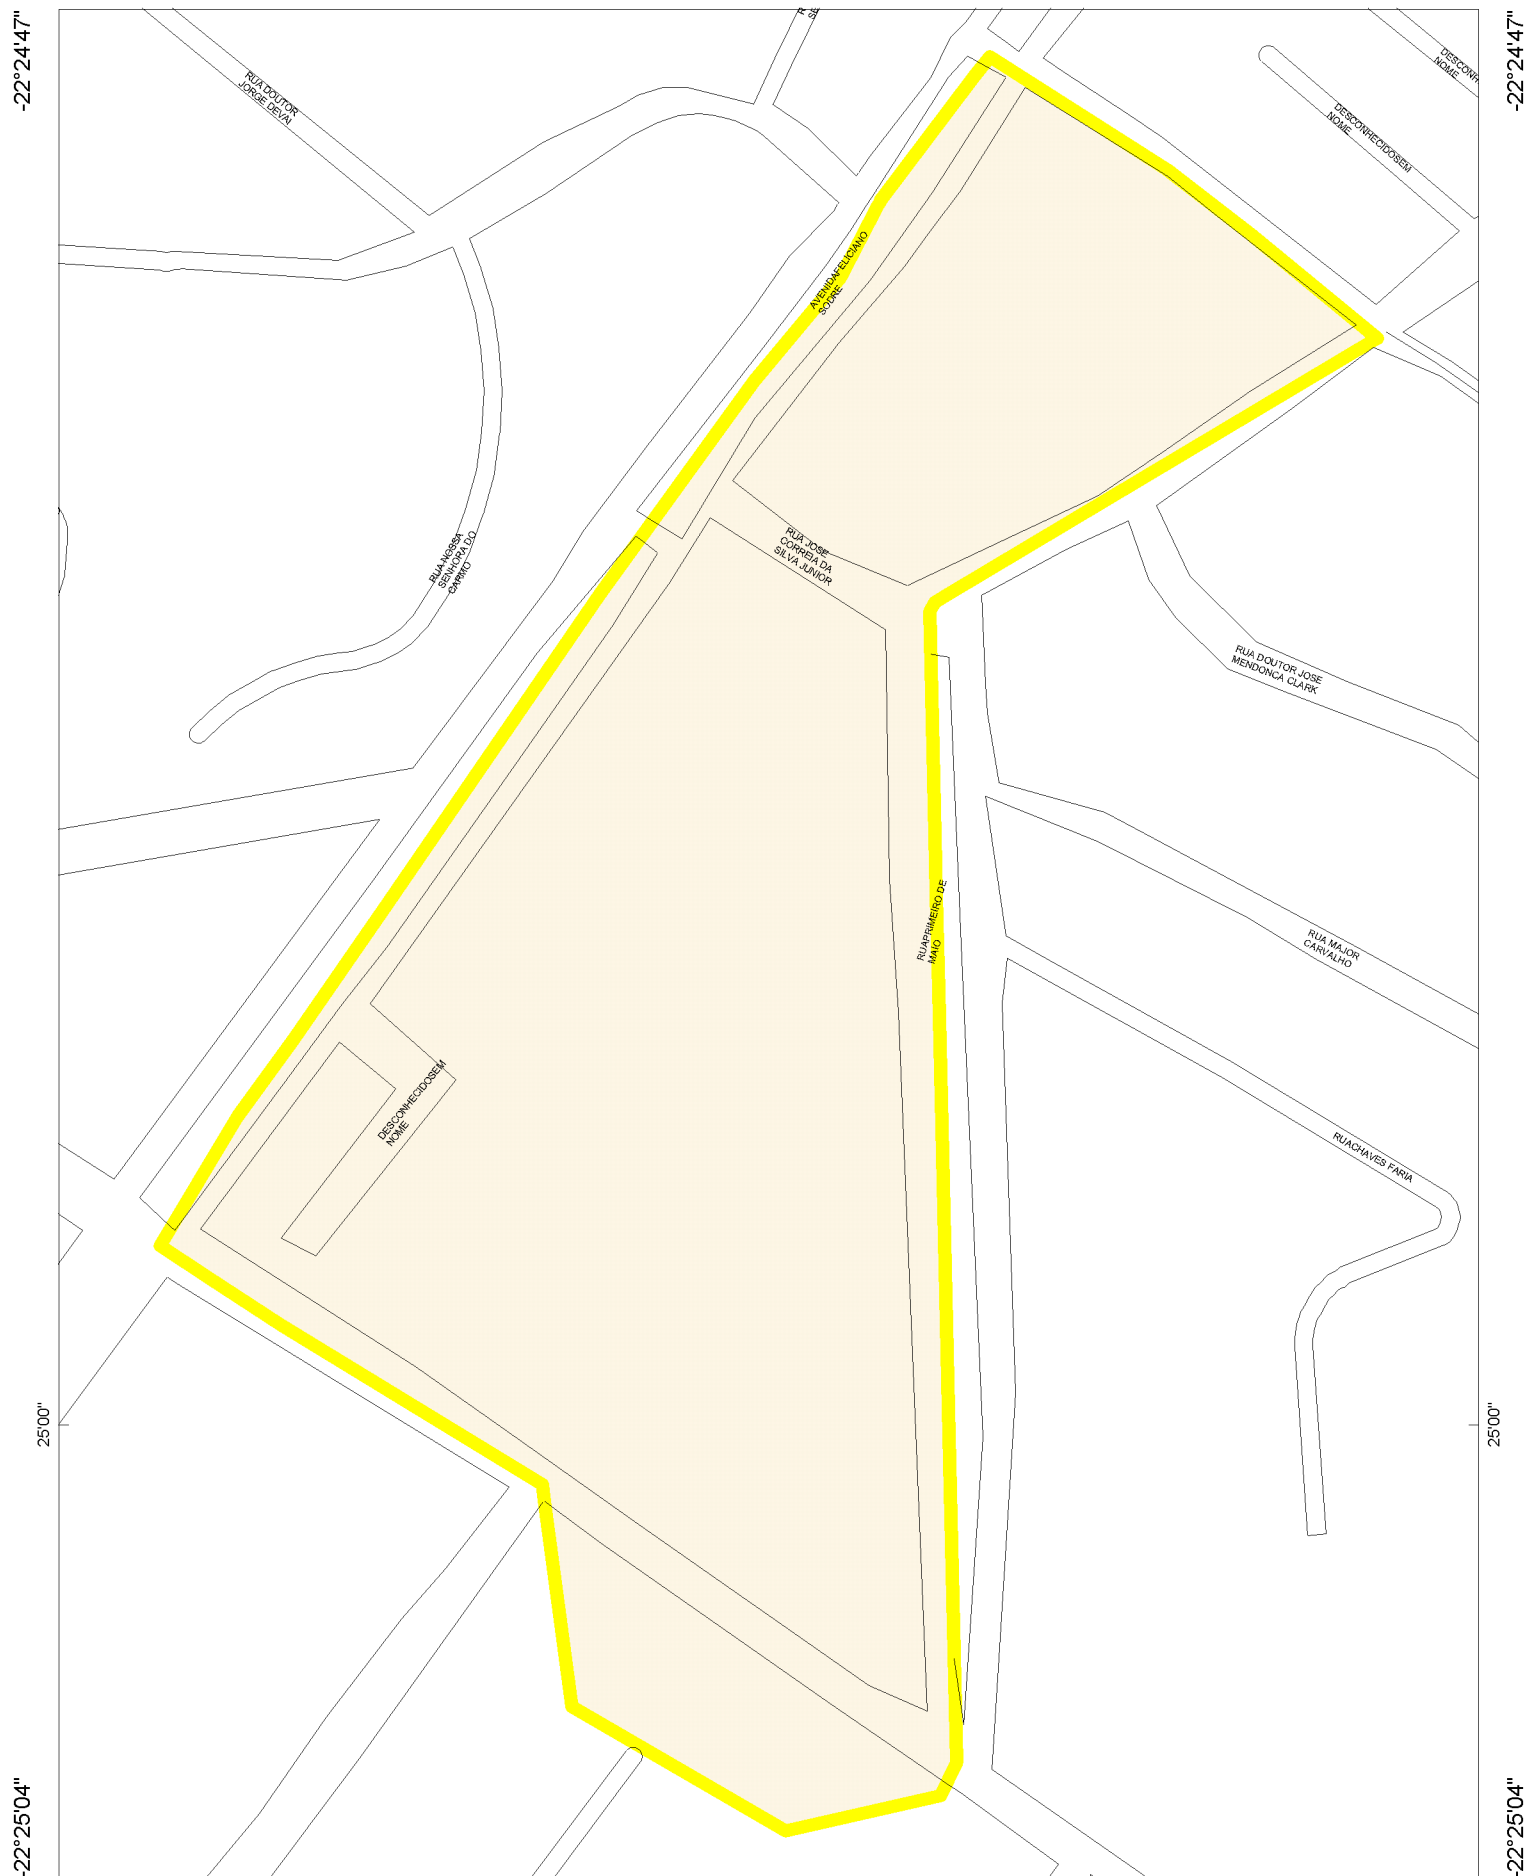 -22°24'47"
-22°24'47"
RUA DOUTOR
JORGE DEVAI
DESCONH
NOME
DESCONHECIDOSEM
NOME
AVENIDAFELICIANO
SODRE
RUA NOSSA
SENHORA DO
CARMO
RUA JOSE
CORREIA DA
SILVA JUNIOR
RUA DOUTOR JOSE
MENDONCA CLARK
RUAPRIMEIRO DE
MAIO
RUA MAJOR
CARVALHO
DESCONHECIDOSEM
NOME
RUACHAVES FARIA
25'00"
25'00"
-22°25'04"
-22°25'04"